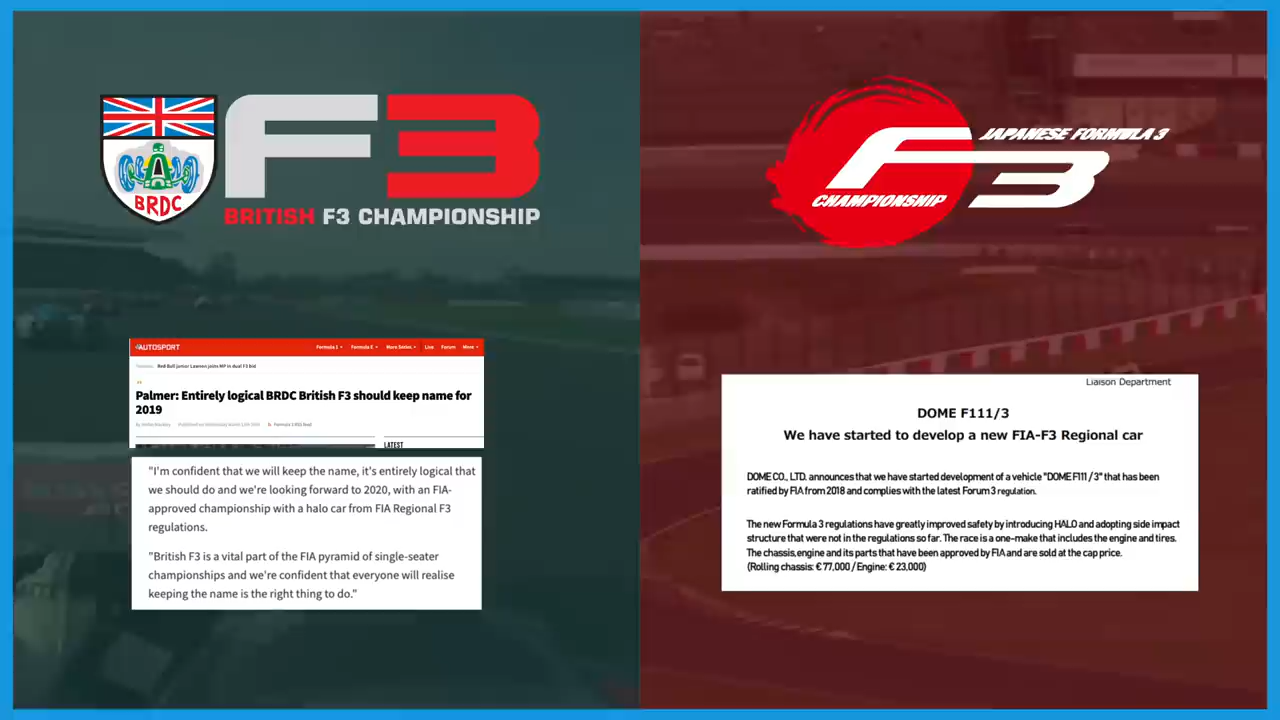 F3
BRDC
BRITISH F3 CHAMPIONSHIP
AUTOSPORT
Formula 1
Formula E
More Series
Live
Forum
More
Red Bull junior Lawson joins MP in dual F3 bid
Palmer: Entirely logical BRDC British F3 should keep name for
2019
LATEST
"I'm confident that we will keep the name, it's entirely logical that
we should do and we're looking forward to 2020, with an FIA-
approved championship with a halo car from FIA Regional F3
regulations.
"British F3 is a vital part of the FIA pyramid of single-seater
championships and we're confident that everyone will realise
keeping the name is the right thing to do."
JAPANESE FORMULA 3
F3
CHAMPIONSHIP
Liaison Department
DOME F111/3
We have started to develop a new FIA-F3 Regional car
DOME CO., LTD. announces that we have started development of a vehicle "DOME F111 / 3" that has been
ratified by FIA from 2018 and complies with the latest Forum 3 regulation.
The new Formula 3 regulations have greatly improved safety by introducing HALO and adopting side impact
structure that were not in the regulations so far. The race is a one-make that includes the engine and tires.
The chassis,engine and its parts that have been approved by FIA and are sold at the cap price.
(Rolling chassis: € 77,000 / Engine: € 23,000)